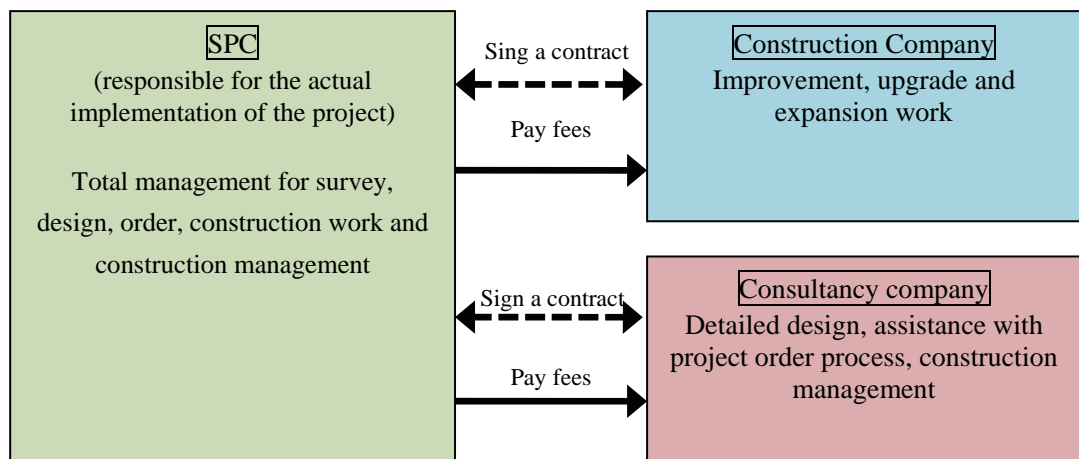 SPC
(responsible for the actual
implementation of the project)
Total management for survey,
design, order, construction work and
construction management
Sing a contract
Pay fees
Construction Company
Improvement, upgrade and
expansion work
Sign a contract
Pay fees
Consultancy company
Detailed design, assistance with
project order process, construction
management